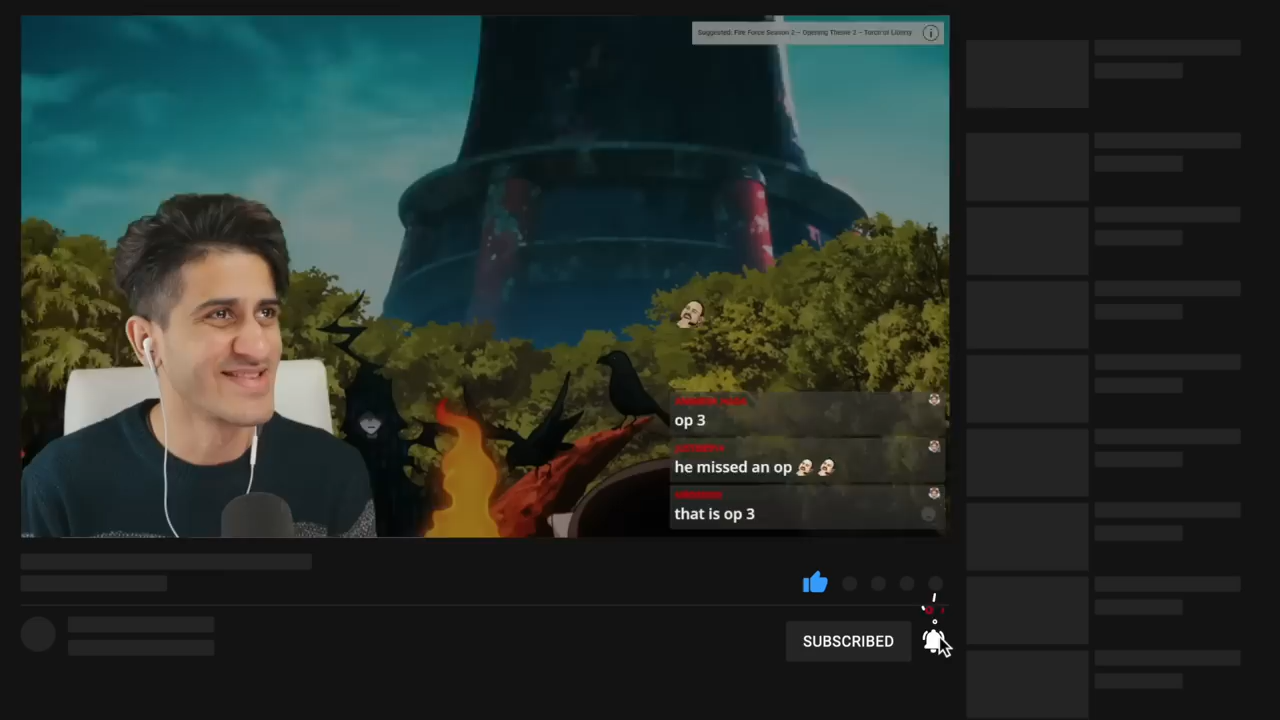 Suggested: Fire Force Season 2 – Opening Theme 2 – Torch of Liberty
op 3
he missed an op
that is op 3
SUBSCRIBED